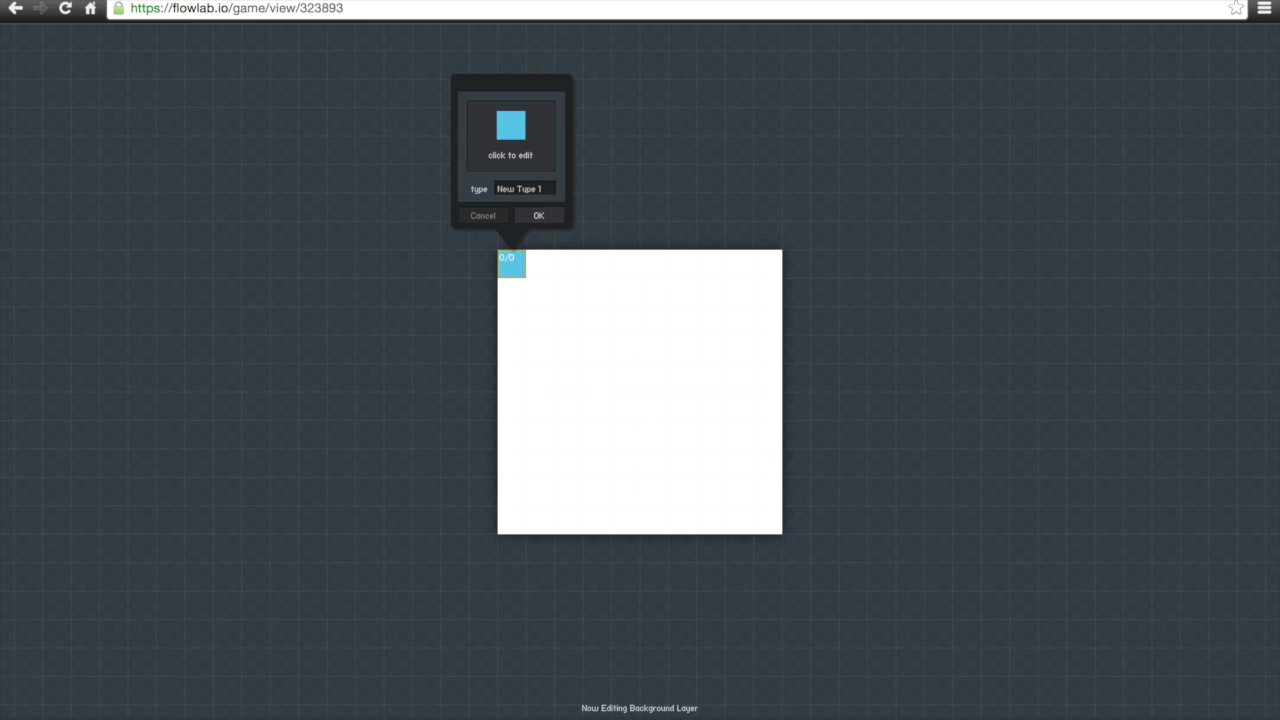 https://flowlab.io/game/view/323893
click to edit
type New Type 1
Cancel OK
0/0
Now Editing Background Layer